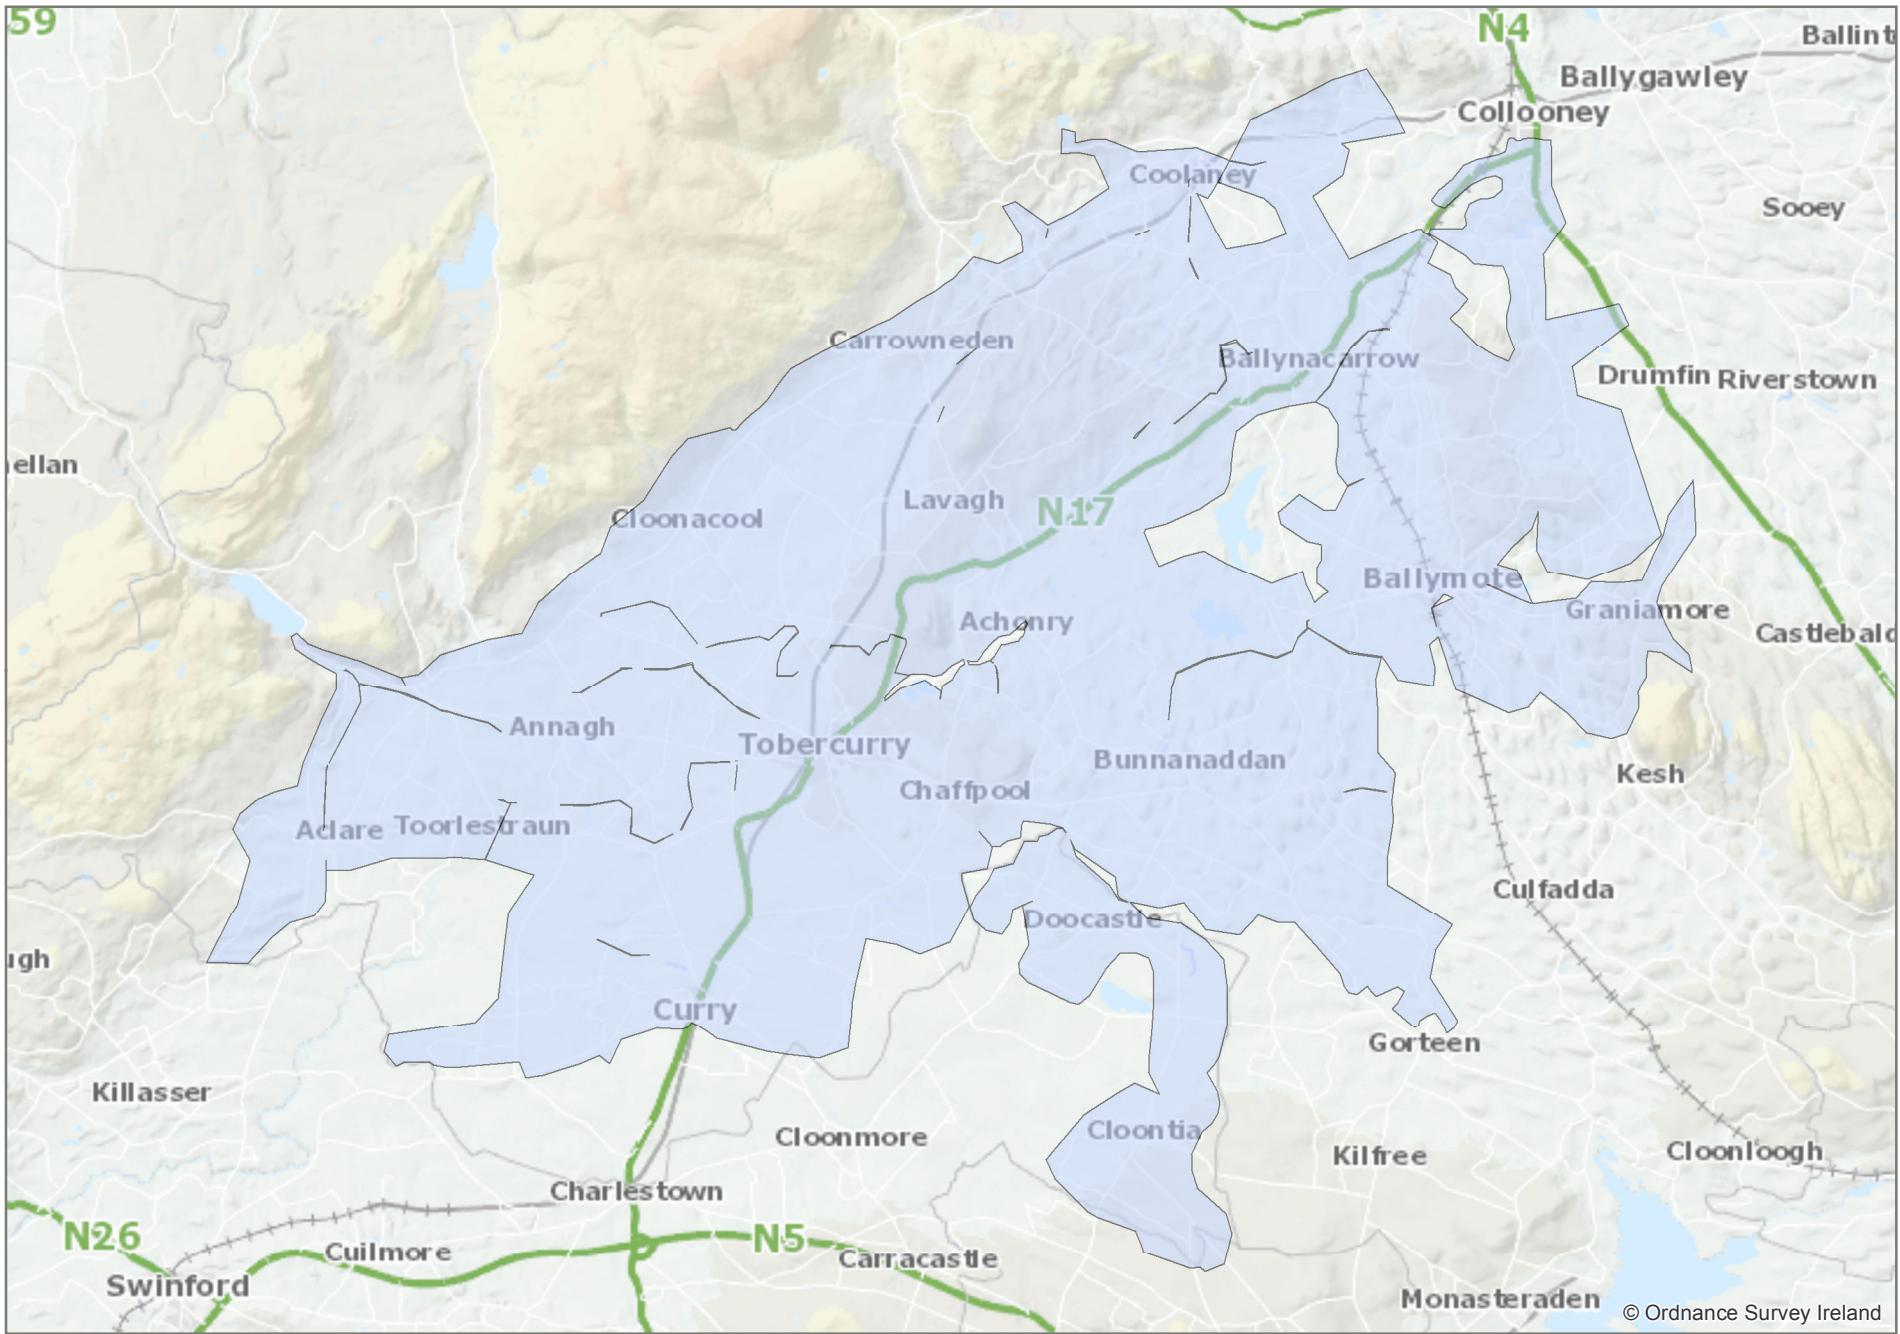 59
N4
Ballint
Ballygawley
Collooney
Coolaney
Sooey
Carrowneden
Ballynacarrow
Drumfin
Riverstown
ellan
Lavagh
N17
Cloonacool
Ballymote
Graniamore
Achonry
Castlebald
Annagh
Tobercurry
Bunnanaddan
Kesh
Chaffpool
Aclare
Toorlestraun
Culfadda
Doocastle
ugh
Curry
Gorteen
Killasser
Cloontia
Cloonmore
Kilfree
Cloonloogh
Charlestown
N26
N5
Cuilmore
Carracastle
Swinford
Monasteraden
© Ordnance Survey Ireland